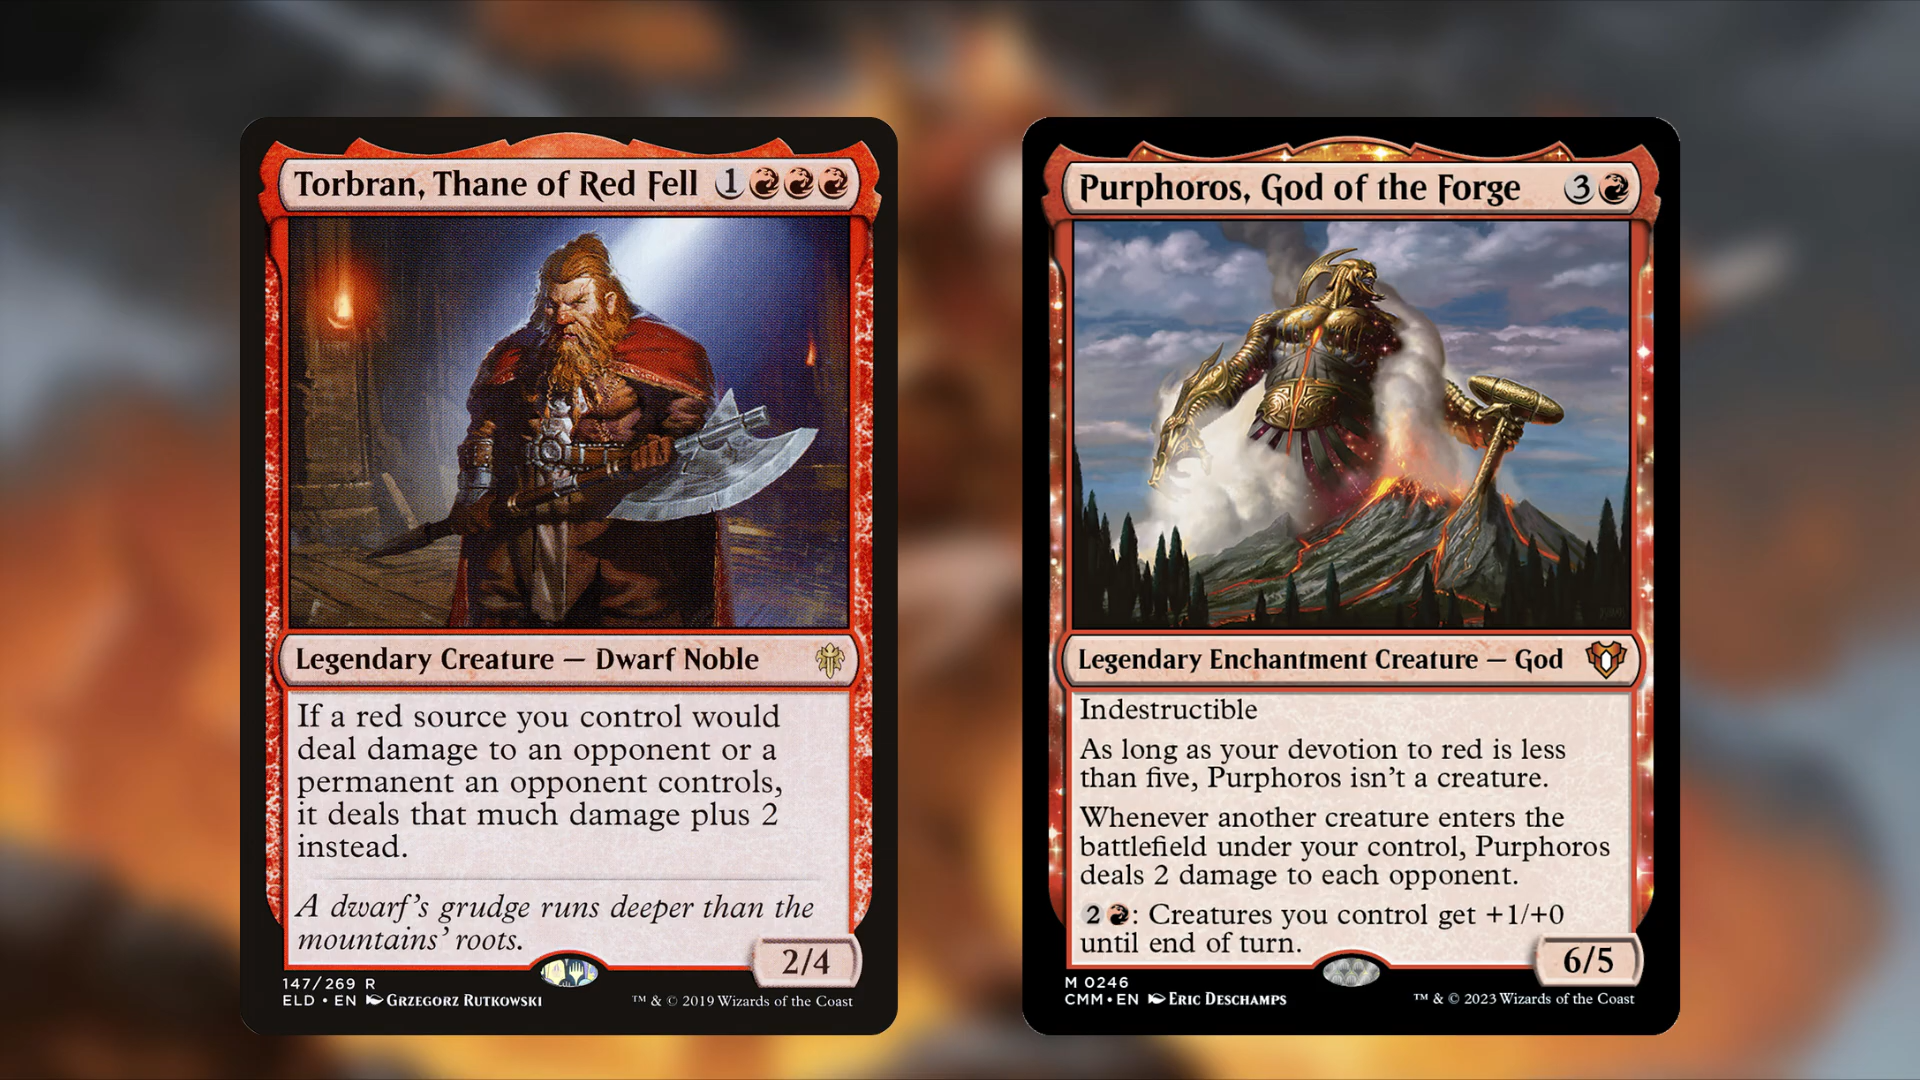 Torbran, Thane of Red Fell 1
Legendary Creature — Dwarf Noble
If a red source you control would
deal damage to an opponent or a
permanent an opponent controls,
it deals that much damage plus 2
instead.
A dwarf's grudge runs deeper than the
mountains' roots.
2/4
147/269 R
ELD • EN Grzegorz Rutkowski
™ & © 2019 Wizards of the Coast
Purphoros, God of the Forge 3
Legendary Enchantment Creature — God
Indestructible
As long as your devotion to red is less
than five, Purphoros isn't a creature.
Whenever another creature enters the
battlefield under your control, Purphoros
deals 2 damage to each opponent.
2 : Creatures you control get +1/+0
until end of turn.
6/5
M 0246
CMM • EN Eric Deschamps
™ & © 2023 Wizards of the Coast